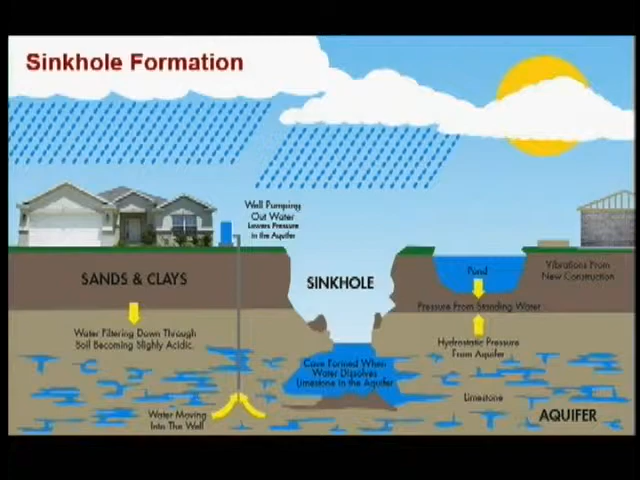 Sinkhole Formation
Well Pumping
Out Water
Lowers Pressure
in the Aquifer
SANDS & CLAYS
SINKHOLE
Pond
Vibrations From
New Construction
Pressure From Standing Water
Water Filtering Down Through
Soil Becoming Slighly Acidic.
Hydrostatic Pressure
From Aquifer
Cave Formed When
Water Disolves
Limestone in the Aquifer
Limestone
Water Moving
Into The Well
AQUIFER